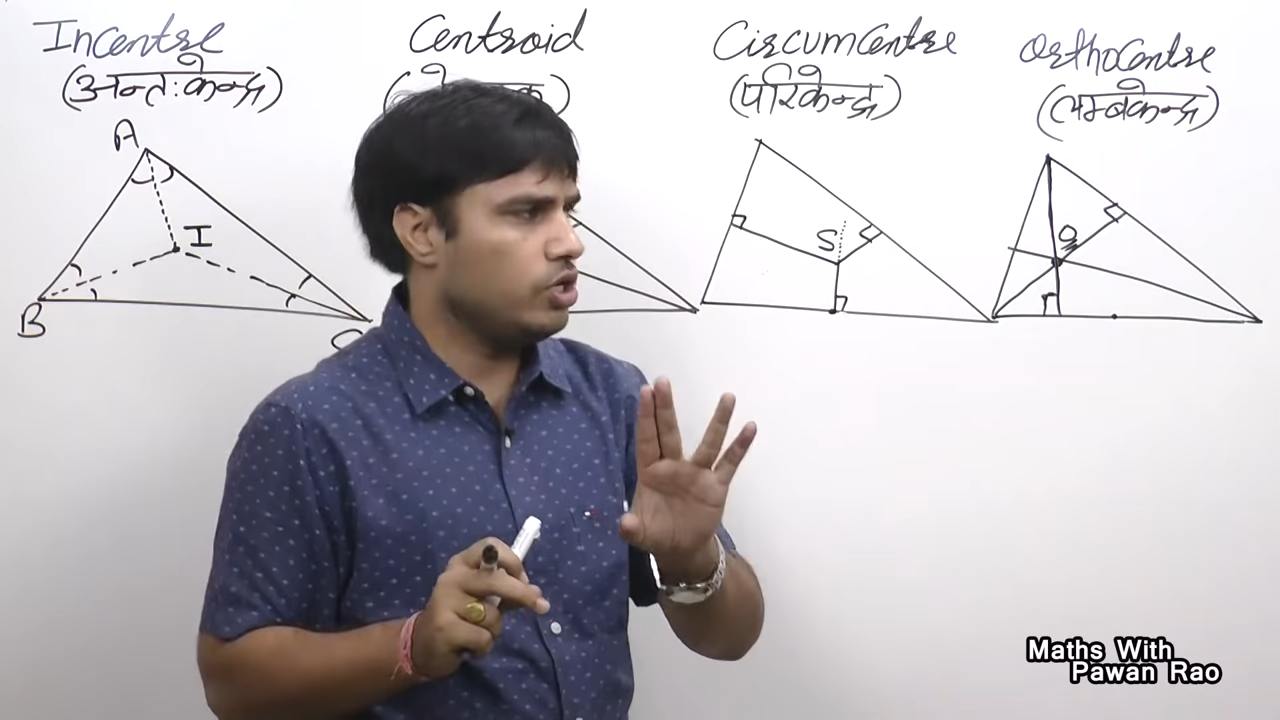 Incentre
(अन्तःकेन्द्र)
Centroid
Circumcentre
(परिकेन्द्र)
Orthocentre
(लम्बकेन्द्र)
A
I
B
C
S
O
Maths With
Pawan Rao